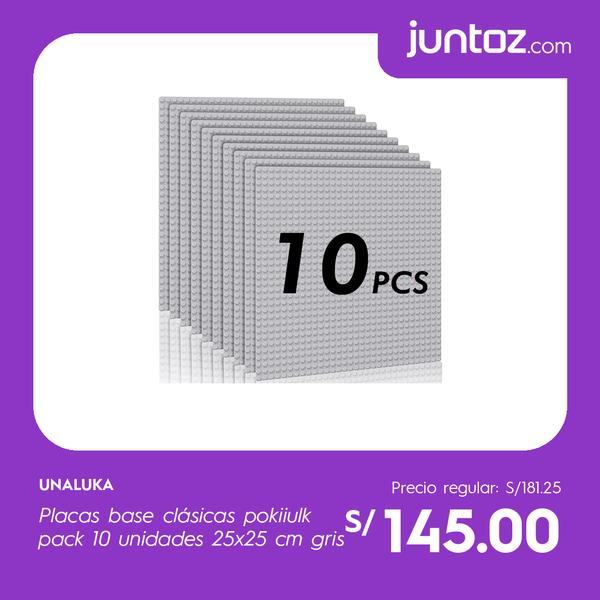 juntoz.com
10 PCS
UNALUKA
Placas base clásicas pokiiulk
pack 10 unidades 25x25 cm gris
Precio regular: S/181.25
S/ 145.00